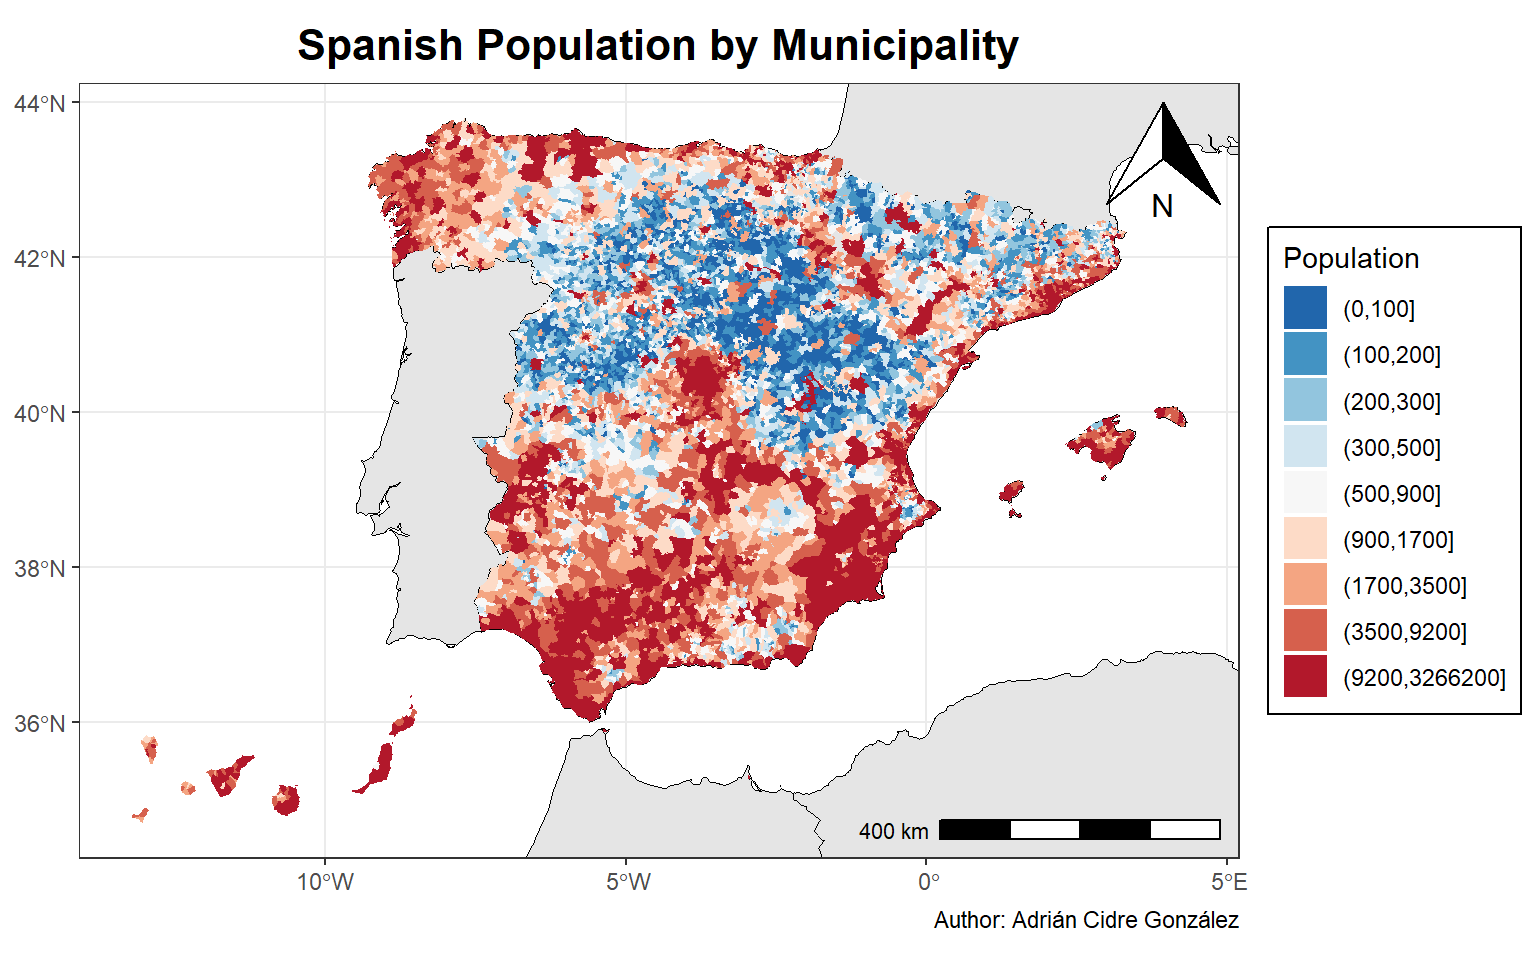 Spanish Population by Municipality
44°N
42°N
40°N
38°N
36°N
10°W
5°W
0°
5°E
N
400 km
Population
(0,100]
(100,200]
(200,300]
(300,500]
(500,900]
(900,1700]
(1700,3500]
(3500,9200]
(9200,3266200]
Author: Adrián Cidre González